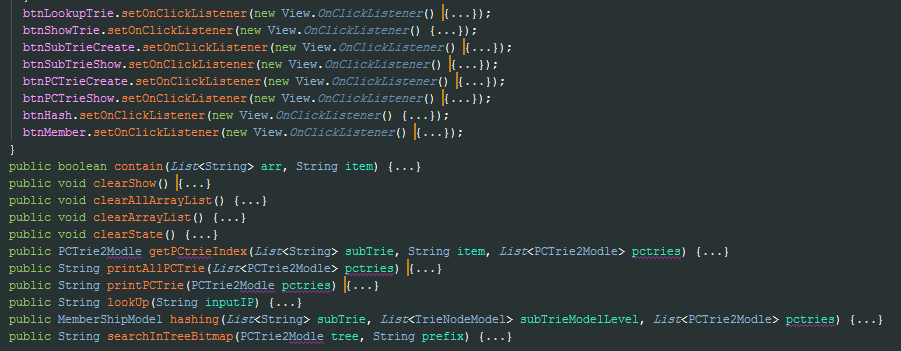 btnLookupTrie.setOnClickListener(new View.OnClickListener() {...});
btnShowTrie.setOnClickListener(new View.OnClickListener() {...});
btnSubTrieCreate.setOnClickListener(new View.OnClickListener() {...});
btnSubTrieShow.setOnClickListener(new View.OnClickListener() {...});
btnPCTrieCreate.setOnClickListener(new View.OnClickListener() {...});
btnPCTrieShow.setOnClickListener(new View.OnClickListener() {...});
btnHash.setOnClickListener(new View.OnClickListener() {...});
btnMember.setOnClickListener(new View.OnClickListener() {...});
}
public boolean contain(List<String> arr, String item) {...}
public void clearShow() {...}
public void clearAllArrayList() {...}
public void clearArrayList() {...}
public void clearState() {...}
public PCTrie2Modle getPCtrieIndex(List<String> subTrie, String item, List<PCTrie2Modle> pctries) {...}
public String printAllPCTrie(List<PCTrie2Modle> pctries) {...}
public String printPCTrie(PCTrie2Modle pctries) {...}
public String lookUp(String inputIP) {...}
public MemberShipModel hashing(List<String> subTrie, List<TrieNodeModel> subTrieModelLevel, List<PCTrie2Modle> pctries) {...}
public String searchInTreeBitmap(PCTrie2Modle tree, String prefix) {...}